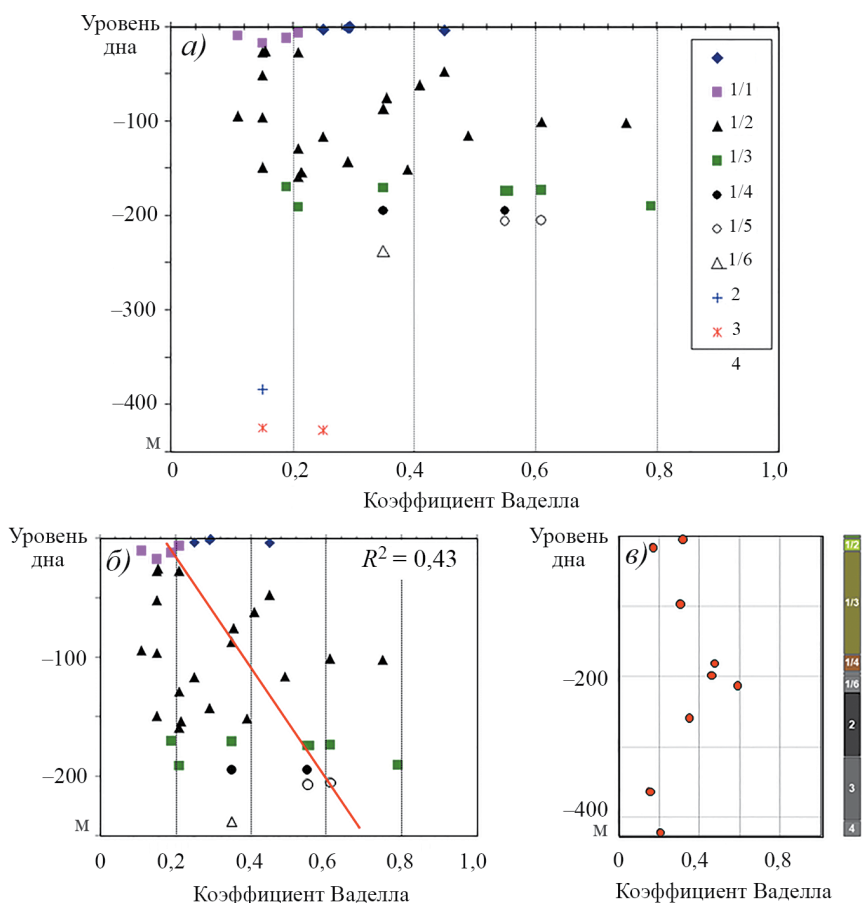 Уровень
дна
а)
–100
–200
–300
–400
м
0
0,2
0,4
0,6
0,8
1,0
Коэффициент Ваделла
1/1
1/2
1/3
1/4
1/5
1/6
2
3
4
Уровень
дна
б)
R² = 0,43
–100
–200
м
0
0,2
0,4
0,6
0,8
1,0
Коэффициент Ваделла
Уровень
дна
в)
–200
–400
м
0
0,4
0,8
Коэффициент Ваделла
1/2
1/3
1/4
1/6
2
3
4